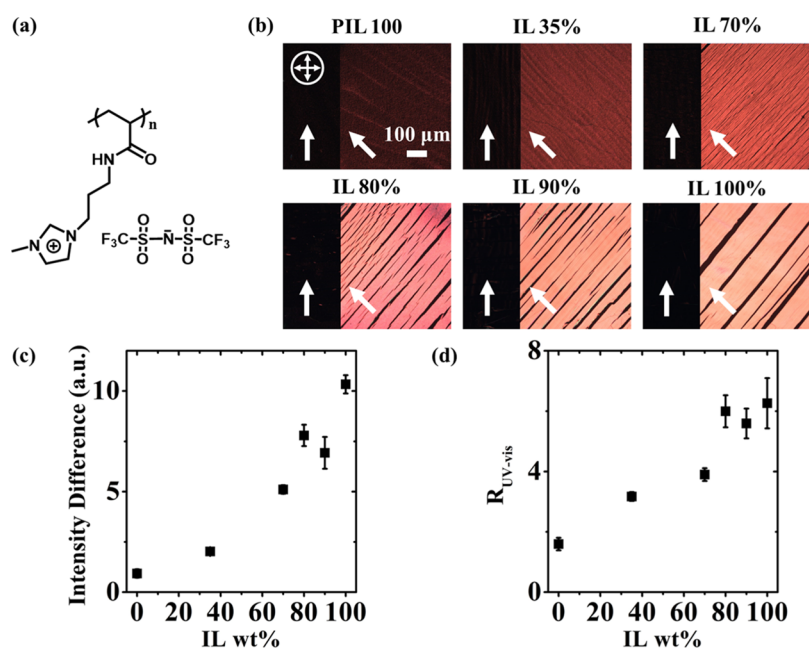 (a)
n
HN
O
N
N
⊕
O O
F₃C—S—N̄—S—CF₃
O O
(b)
PIL 100
IL 35%
IL 70%
100 µm
IL 80%
IL 90%
IL 100%
(c)
Intensity Difference (a.u.)
10
5
0
0 20 40 60 80 100
IL wt%
(d)
R_UV-vis
8
4
0
0 20 40 60 80 100
IL wt%